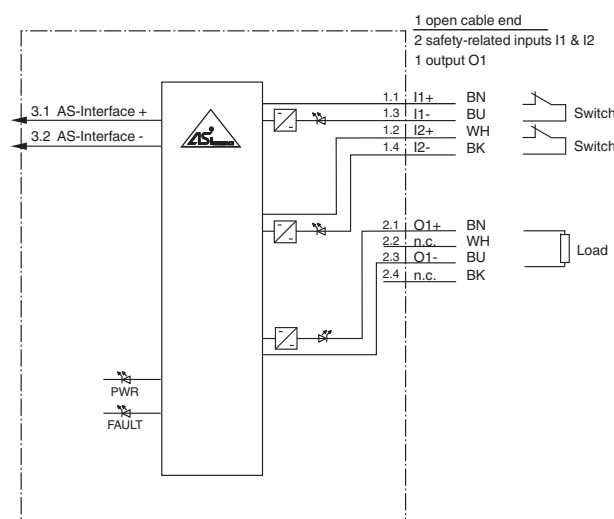 1 open cable end
2 safety-related inputs I1 & I2
1 output O1
1.1 I1+ BN
3.1 AS-Interface +
1.3 I1- BU Switch
1.2 I2+ WH
3.2 AS-Interface -
1.4 I2- BK Switch
2.1 O1+ BN
2.2 n.c. WH
2.3 O1- BU Load
2.4 n.c. BK
PWR
FAULT